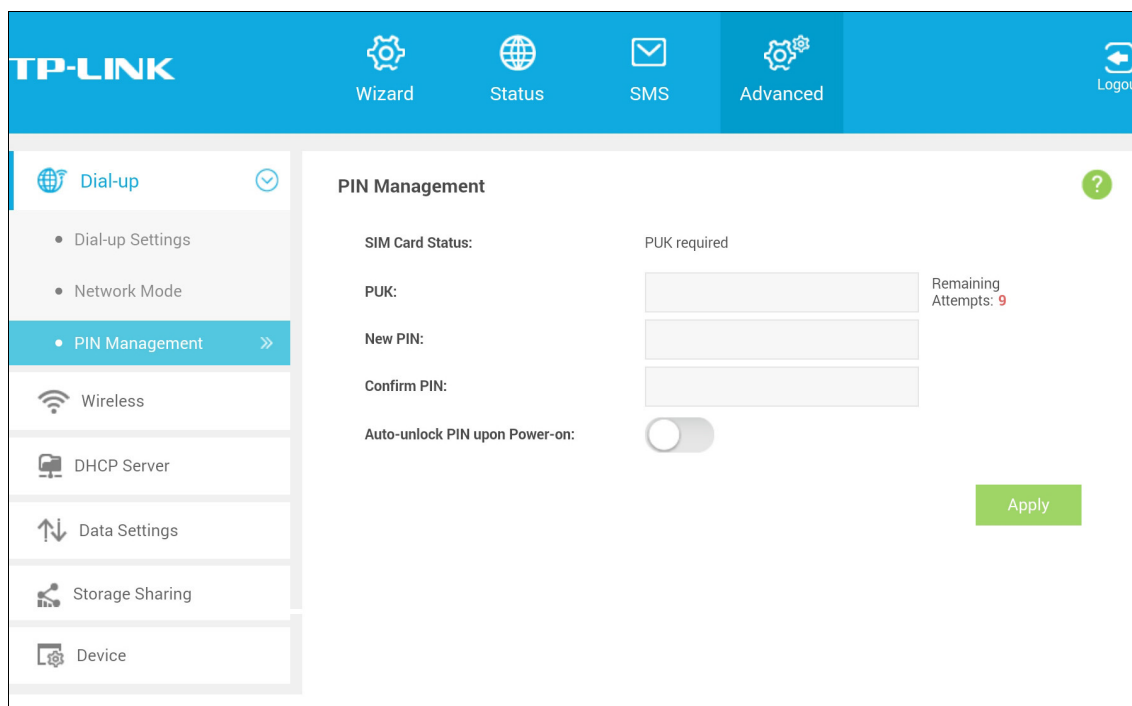 TP-LINK
Wizard
Status
SMS
Advanced
Dial-up
Dial-up Settings
Network Mode
PIN Management
Wireless
DHCP Server
Data Settings
Storage Sharing
Device
PIN Management
?
SIM Card Status: PUK required
PUK:
Remaining
Attempts: 9
New PIN:
Confirm PIN:
Auto-unlock PIN upon Power-on:
Apply